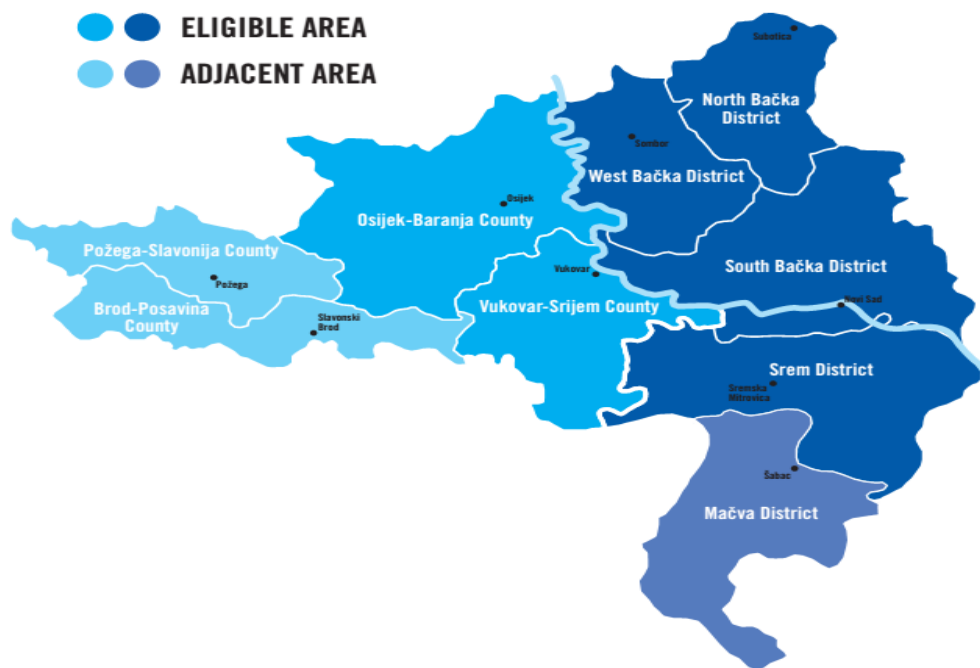 ELIGIBLE AREA
ADJACENT AREA
Subotica
North Bačka
District
Sombor
West Bačka District
Osijek
Osijek-Baranja County
Požega-Slavonija County
Požega
Vukovar
South Bačka District
Brod-Posavina
County
Slavonski
Brod
Vukovar-Srijem County
Novi Sad
Srem District
Sremska
Mitrovica
Šabac
Mačva District